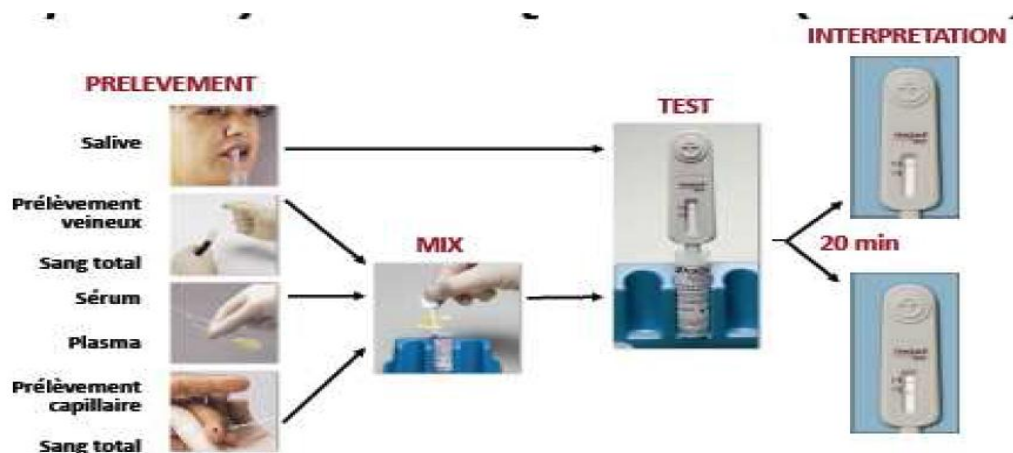 INTERPRETATION
PRELEVEMENT
TEST
Salive
Prélèvement
veineux
MIX
20 min
Sang total
Sérum
Plasma
Prélèvement
capillaire
Sang total